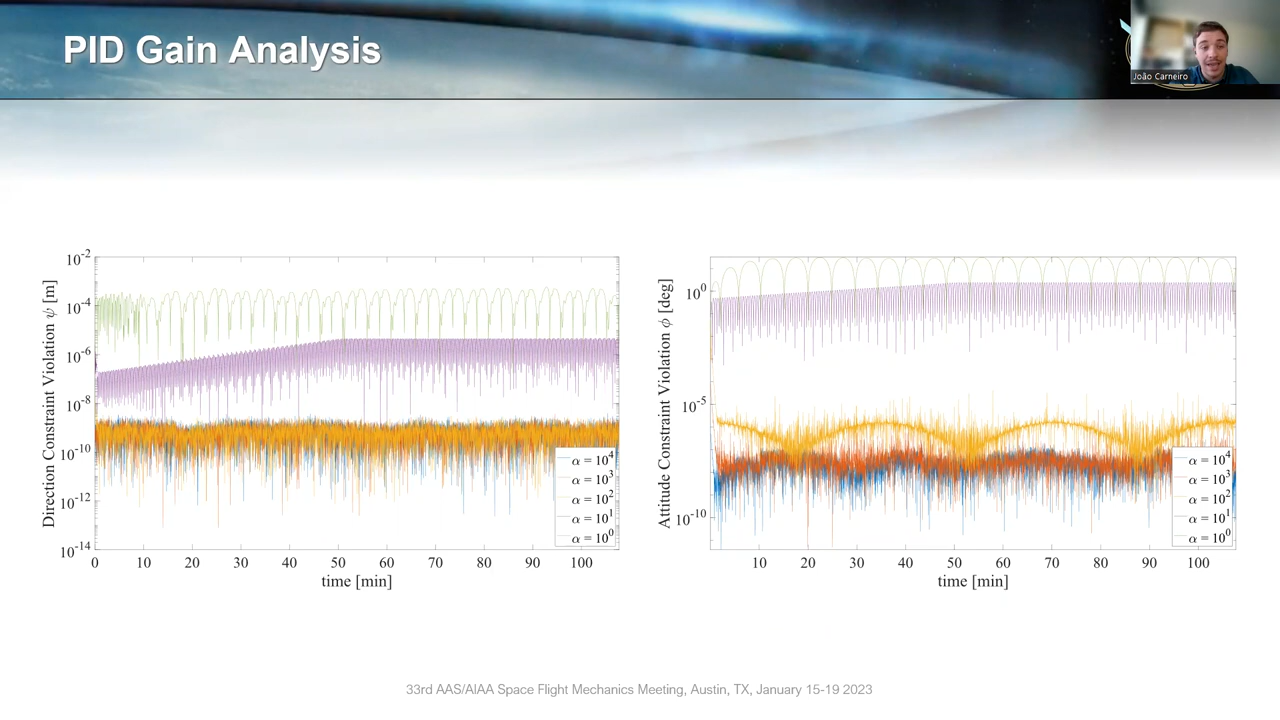 PID Gain Analysis
João Carneiro
Direction Constraint Violation ψ [m]
10^-2
10^-4
10^-6
10^-8
10^-10
10^-12
10^-14
0 10 20 30 40 50 60 70 80 90 100
time [min]
α = 10^4
α = 10^3
α = 10^2
α = 10^1
α = 10^0
Attitude Constraint Violation ϕ [deg]
10^0
10^-5
10^-10
10 20 30 40 50 60 70 80 90 100
time [min]
α = 10^4
α = 10^3
α = 10^2
α = 10^1
α = 10^0
33rd AAS/AIAA Space Flight Mechanics Meeting, Austin, TX, January 15-19 2023